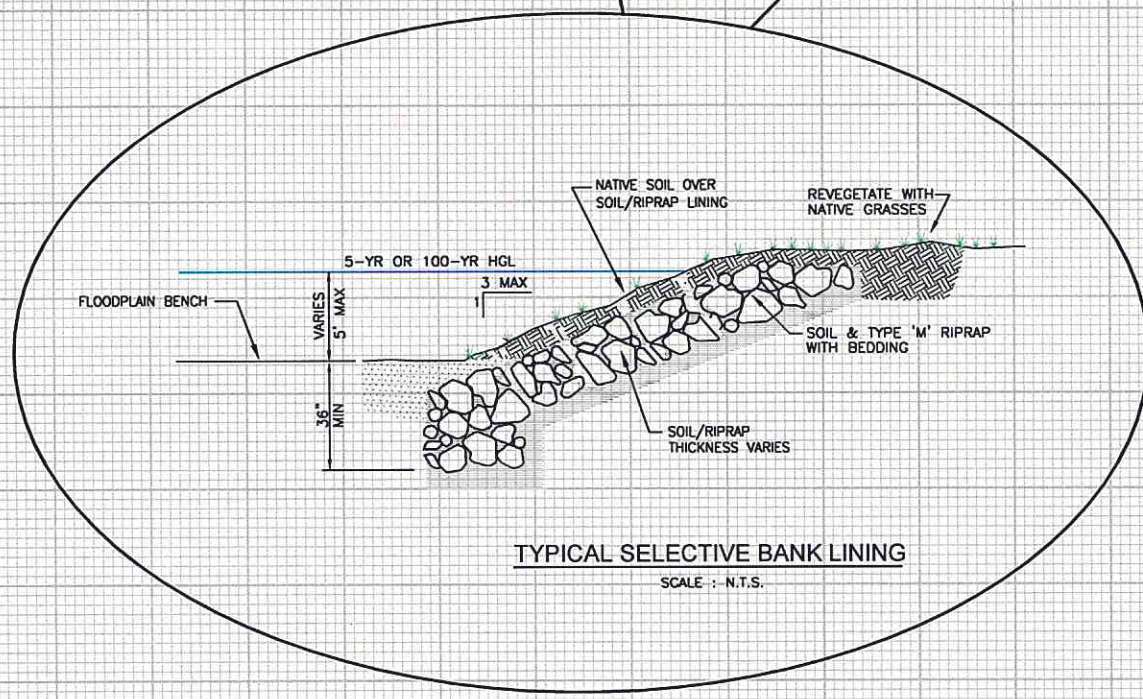 NATIVE SOIL OVER
SOIL/RIPRAP LINING
REVEGETATE WITH
NATIVE GRASSES
5-YR OR 100-YR HGL
3 MAX
1
FLOODPLAIN BENCH
VARIES
5' MAX
SOIL & TYPE 'M' RIPRAP
WITH BEDDING
36"
MIN
SOIL/RIPRAP
THICKNESS VARIES
TYPICAL SELECTIVE BANK LINING
SCALE : N.T.S.